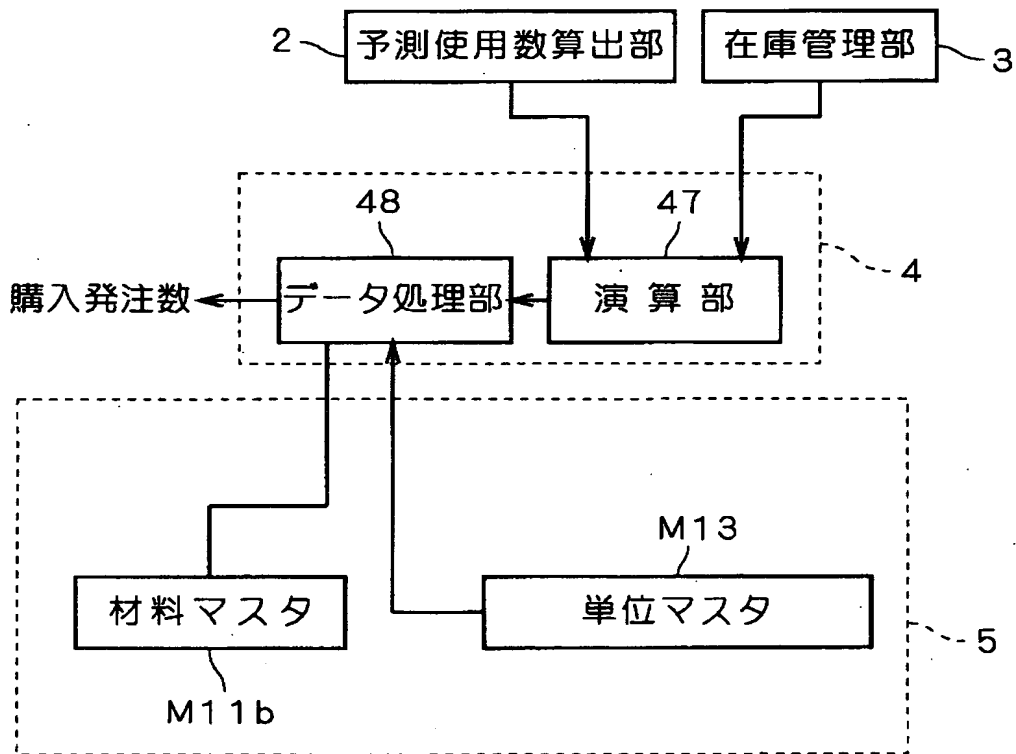 2
予測使用数算出部
在庫管理部
3
48
47
4
購入発注数
データ処理部
演算部
M13
材料マスタ
単位マスタ
5
M11b